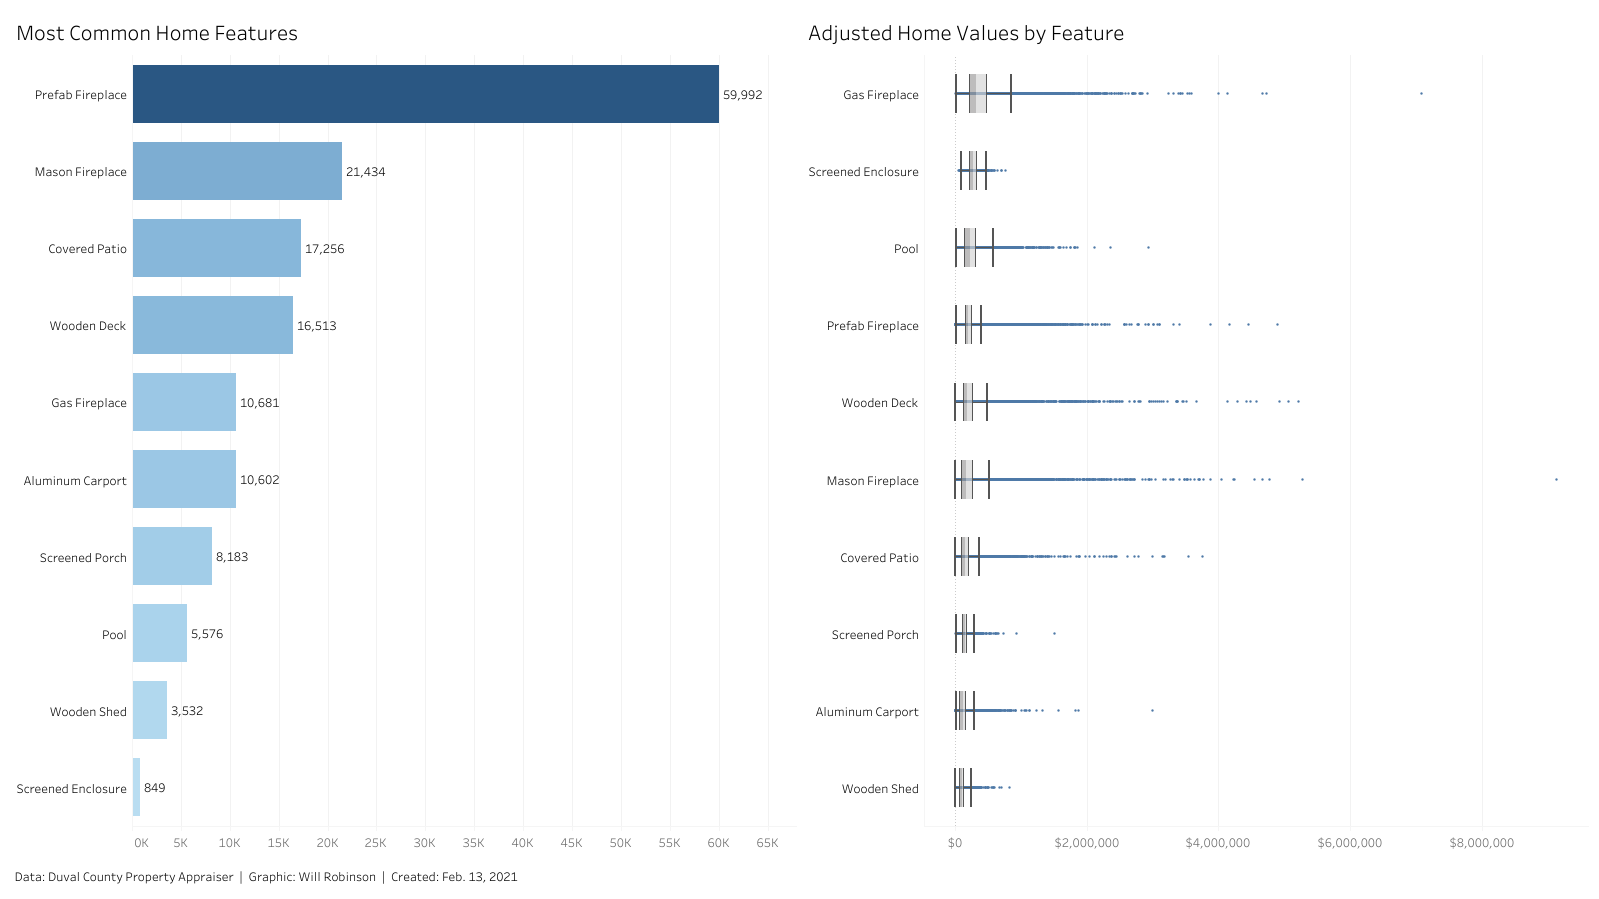 Most Common Home Features
Prefab Fireplace 59,992
Mason Fireplace 21,434
Covered Patio 17,256
Wooden Deck 16,513
Gas Fireplace 10,681
Aluminum Carport 10,602
Screened Porch 8,183
Pool 5,576
Wooden Shed 3,532
Screened Enclosure 849
0K 5K 10K 15K 20K 25K 30K 35K 40K 45K 50K 55K 60K 65K
Adjusted Home Values by Feature
Gas Fireplace
Screened Enclosure
Pool
Prefab Fireplace
Wooden Deck
Mason Fireplace
Covered Patio
Screened Porch
Aluminum Carport
Wooden Shed
$0 $2,000,000 $4,000,000 $6,000,000 $8,000,000
Data: Duval County Property Appraiser | Graphic: Will Robinson | Created: Feb. 13, 2021